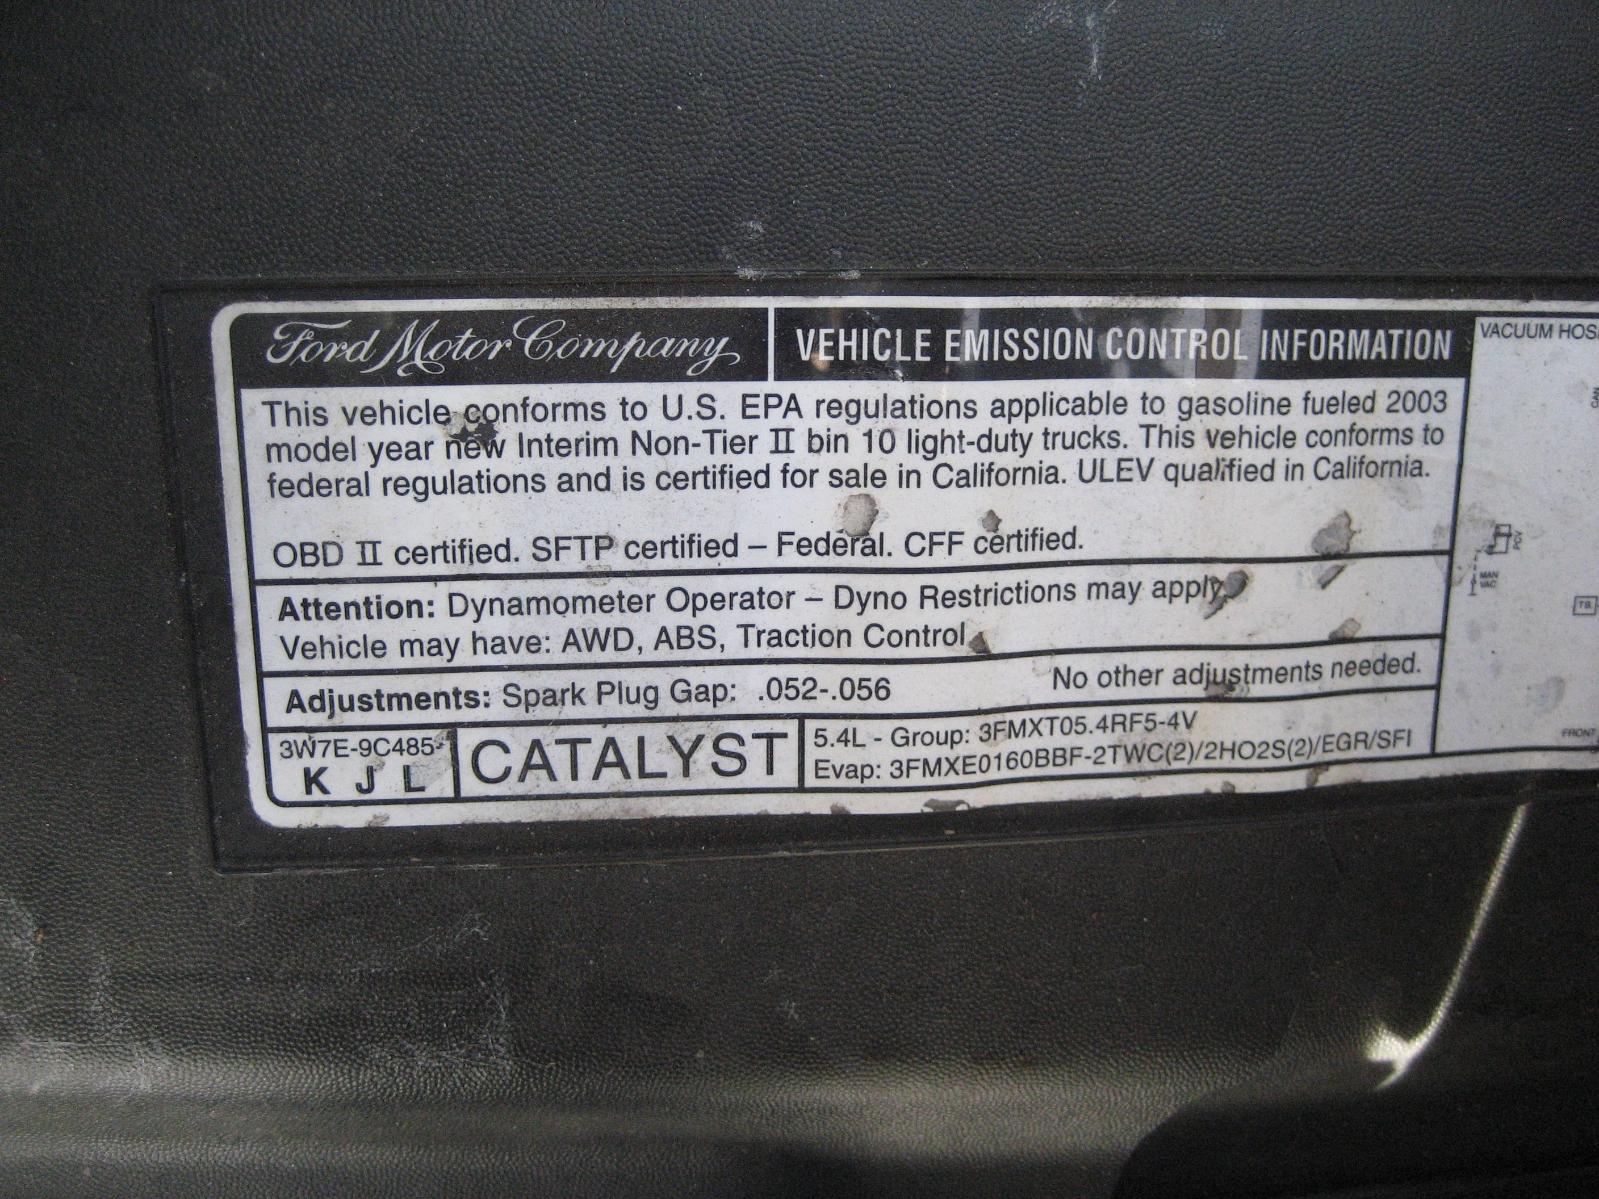 Ford Motor Company
VEHICLE EMISSION CONTROL INFORMATION
This vehicle conforms to U.S. EPA regulations applicable to gasoline fueled 2003
model year new Interim Non-Tier II bin 10 light-duty trucks. This vehicle conforms to
federal regulations and is certified for sale in California. ULEV qualified in California.
OBD II certified. SFTP certified – Federal. CFF certified.
Attention: Dynamometer Operator – Dyno Restrictions may apply.
Vehicle may have: AWD, ABS, Traction Control.
Adjustments: Spark Plug Gap: .052-.056
No other adjustments needed.
3W7E-9C485-
K J L
CATALYST
5.4L - Group: 3FMXT05.4RF5-4V
Evap: 3FMXE0160BBF-2TWC(2)/2HO2S(2)/EGR/SFI
VACUUM HOS
PCV
MAN
VAC
FRONT